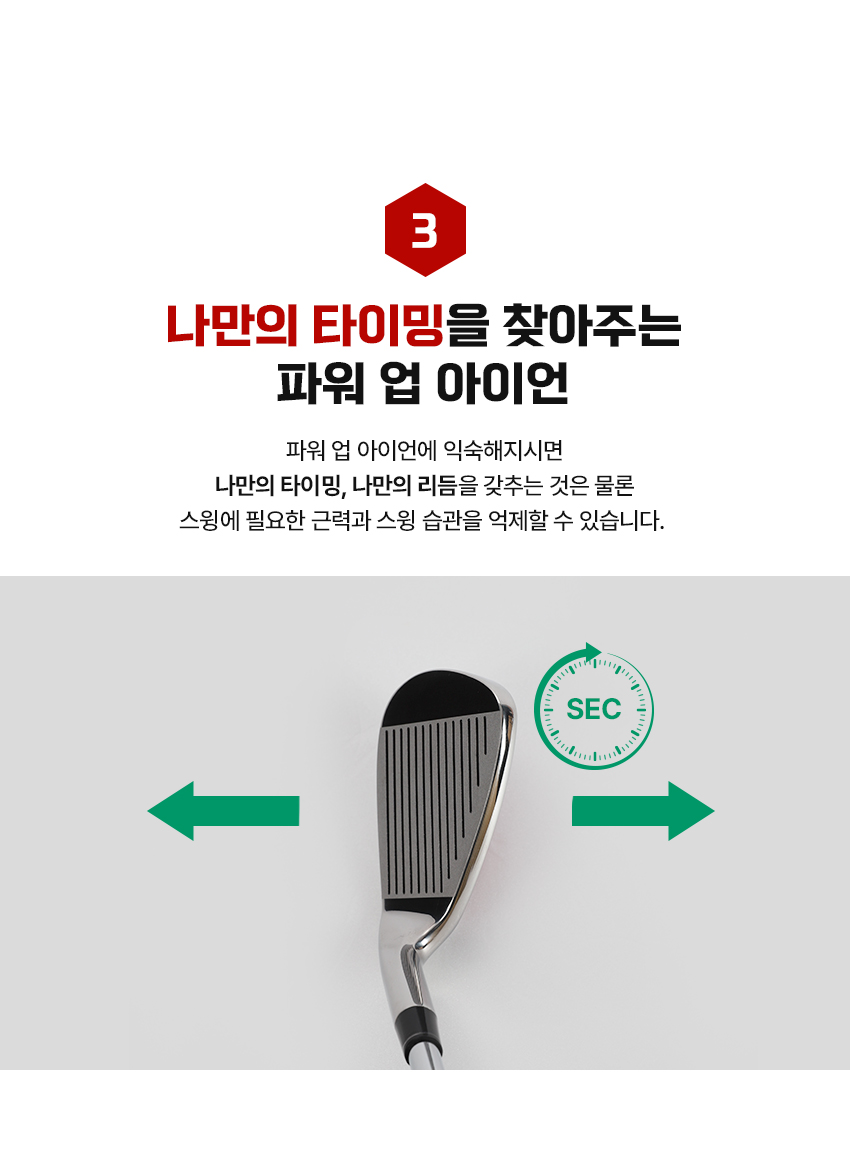 3
나만의 타이밍을 찾아주는
파워 업 아이언
파워 업 아이언에 익숙해지시면
나만의 타이밍, 나만의 리듬을 갖추는 것은 물론
스윙에 필요한 근력과 스윙 습관을 억제할 수 있습니다.
SEC